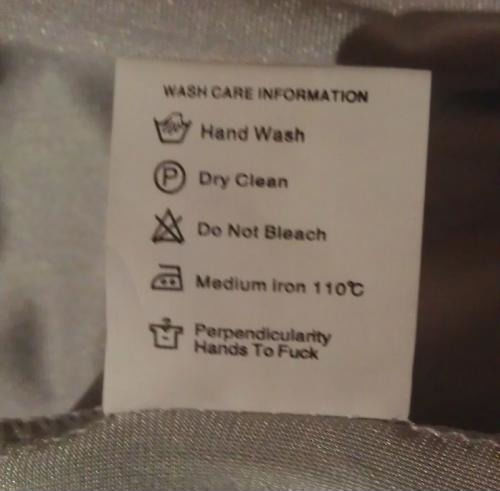 WASH CARE INFORMATION
Hand Wash
P
Dry Clean
Do Not Bleach
Medium iron 110℃
Perpendicularity
Hands To Fuck